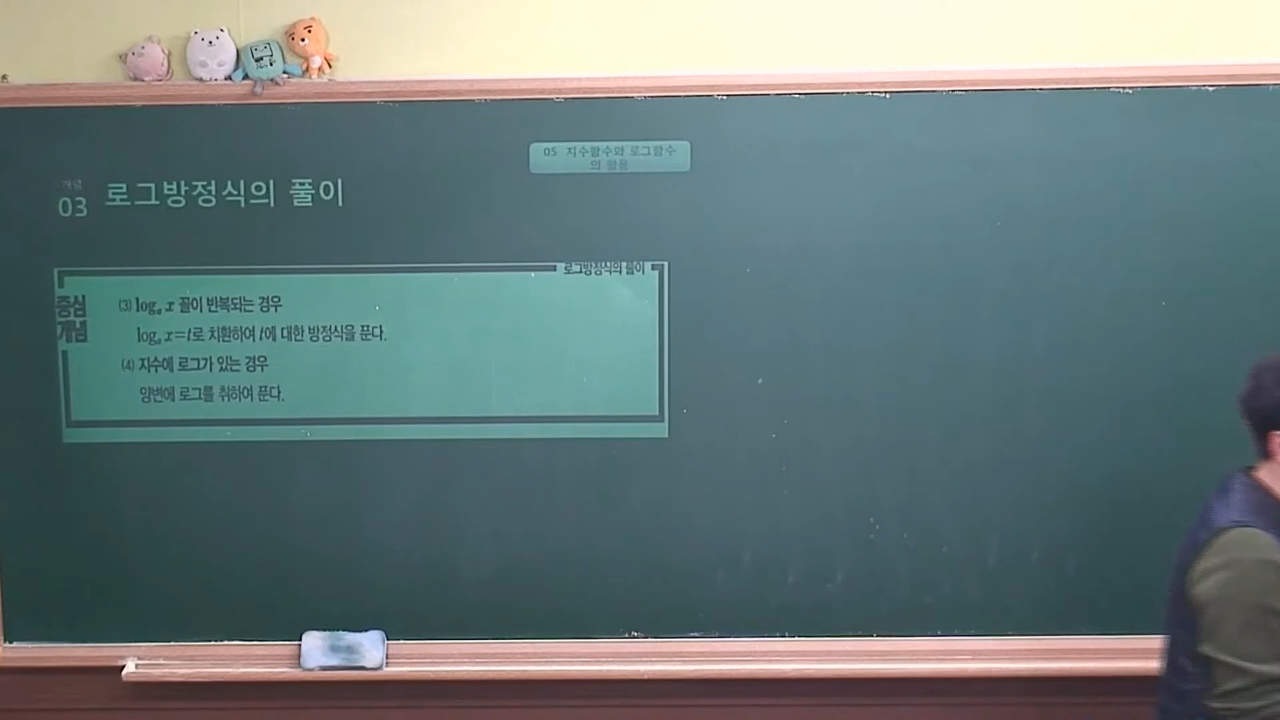 05 지수함수와 로그함수
의 활용
개념
03 로그방정식의 풀이
로그방정식의 풀이
중심
개념
(3) logₐ x 꼴이 반복되는 경우
logₐ x=t로 치환하여 t에 대한 방정식을 푼다.
(4) 지수에 로그가 있는 경우
양변에 로그를 취하여 푼다.